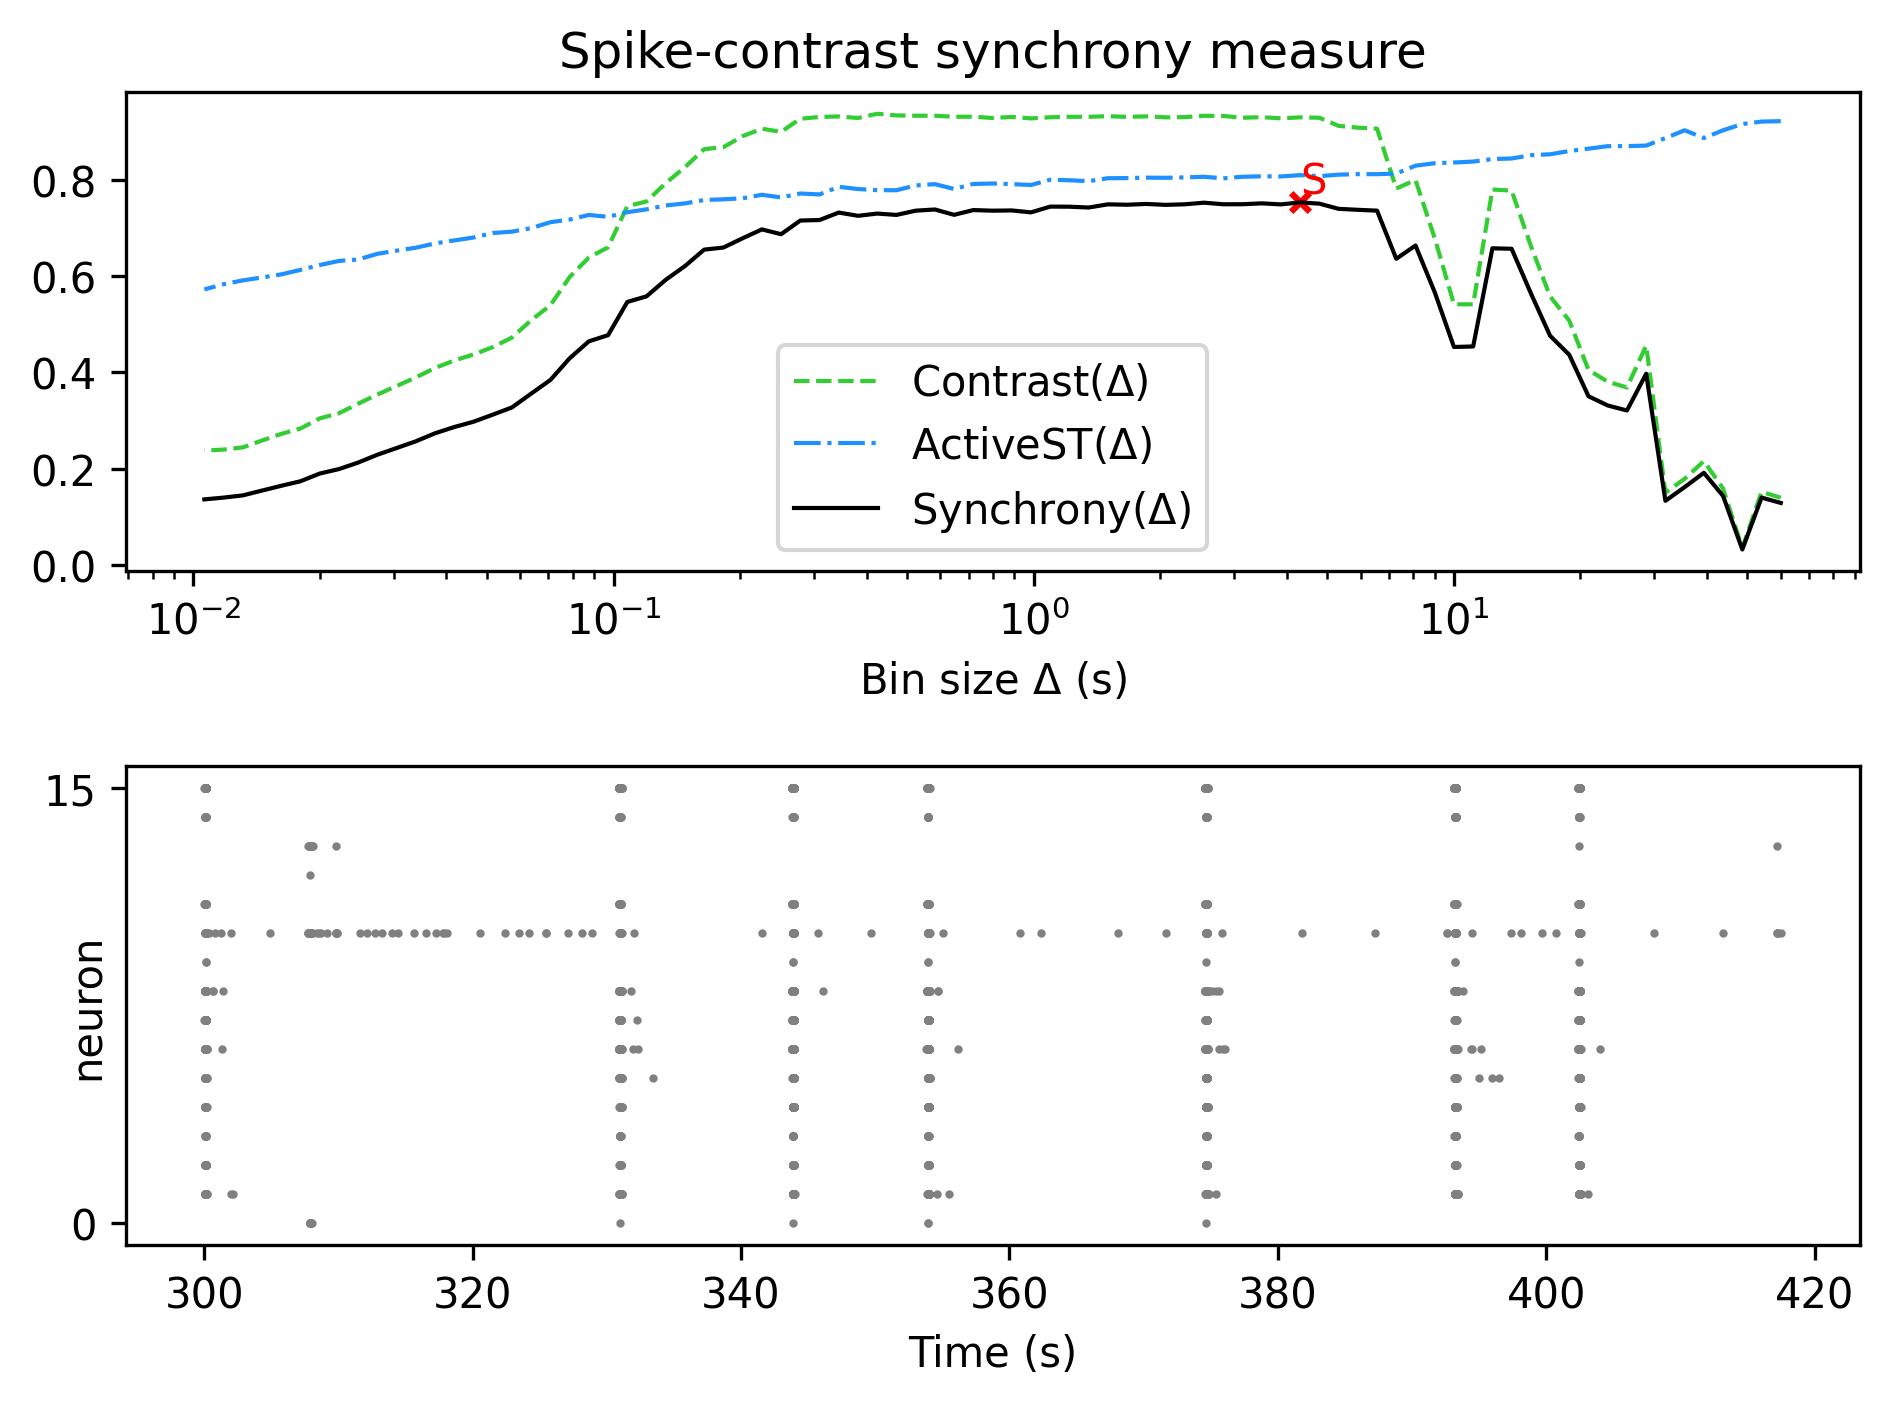 Spike-contrast synchrony measure
0.8
0.6
0.4
0.2
0.0
S
Contrast(Δ)
ActiveST(Δ)
Synchrony(Δ)
10⁻² 10⁻¹ 10⁰ 10¹
Bin size Δ (s)
15
0
neuron
300 320 340 360 380 400 420
Time (s)